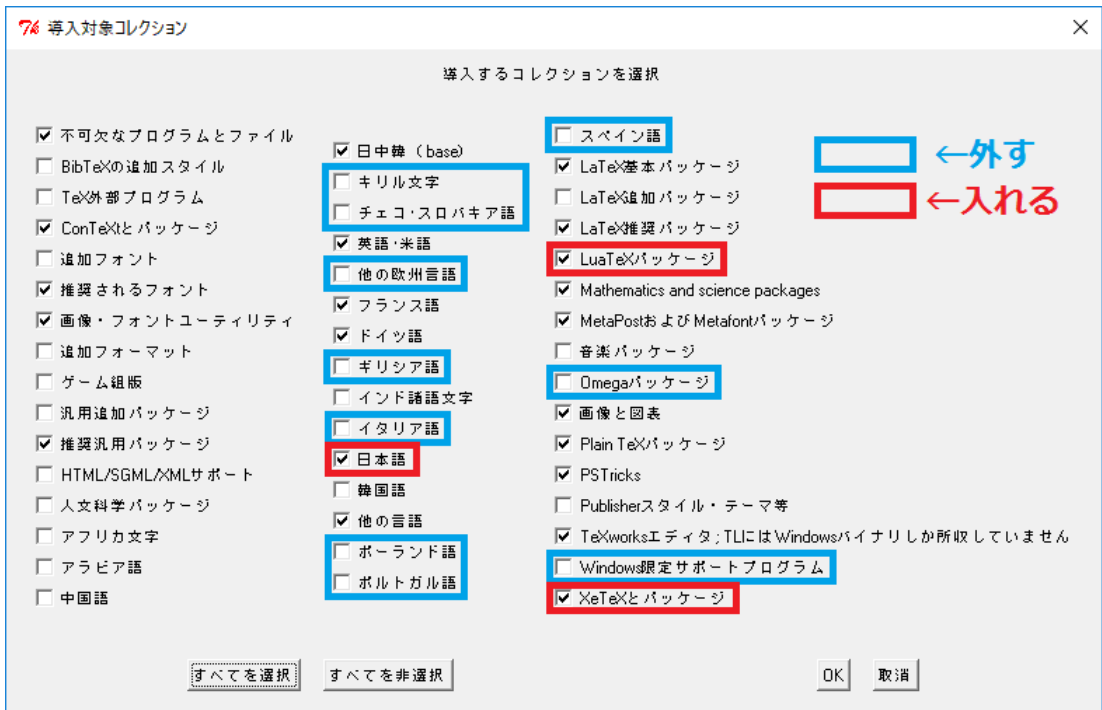 導入対象コレクション
導入するコレクションを選択
不可欠なプログラムとファイル
BibTeXの追加スタイル
TeX外部プログラム
ConTeXtとパッケージ
追加フォント
推奨されるフォント
画像・フォントユーティリティ
追加フォーマット
ゲーム組版
汎用追加パッケージ
推奨汎用パッケージ
HTML/SGML/XMLサポート
人文科学パッケージ
アフリカ文字
アラビア語
中国語
日中韓（base）
キリル文字
チェコ・スロバキア語
英語・米語
他の欧州言語
フランス語
ドイツ語
ギリシア語
インド諸語文字
イタリア語
日本語
韓国語
他の言語
ポーランド語
ポルトガル語
スペイン語
LaTeX基本パッケージ
LaTeX追加パッケージ
LaTeX推奨パッケージ
LuaTeXパッケージ
Mathematics and science packages
MetaPostおよびMetafontパッケージ
音楽パッケージ
Omegaパッケージ
画像と図表
Plain TeXパッケージ
PSTricks
Publisherスタイル・テーマ等
TeXworksエディタ;TLにはWindowsバイナリしか所収していません
Windows限定サポートプログラム
XeTeXとパッケージ
←外す
←入れる
すべてを選択
すべてを非選択
OK
取消